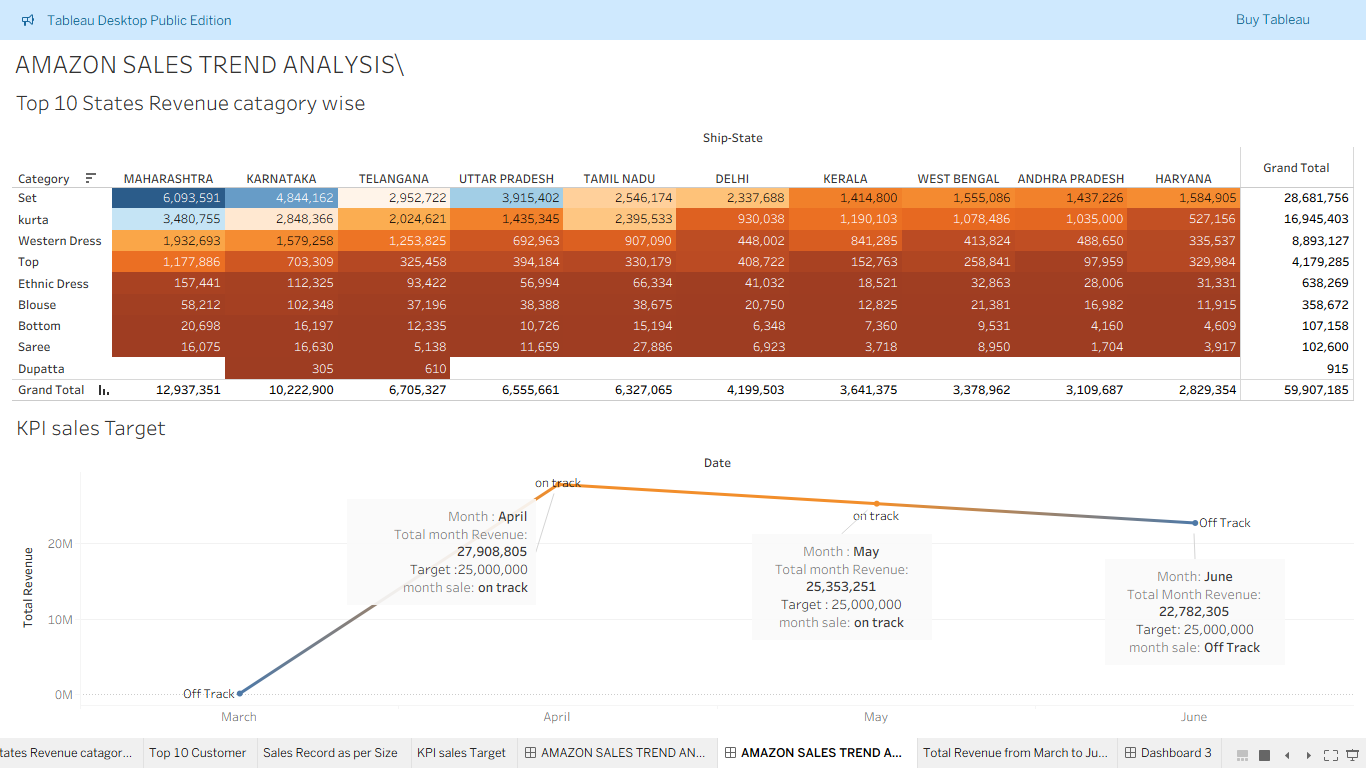 Tableau Desktop Public Edition
Buy Tableau
AMAZON SALES TREND ANALYSIS\
Top 10 States Revenue catagory wise
Ship-State
Category MAHARASHTRA KARNATAKA TELANGANA UTTAR PRADESH TAMIL NADU DELHI KERALA WEST BENGAL ANDHRA PRADESH HARYANA Grand Total
Set 6,093,591 4,844,162 2,952,722 3,915,402 2,546,174 2,337,688 1,414,800 1,555,086 1,437,226 1,584,905 28,681,756
kurta 3,480,755 2,848,366 2,024,621 1,435,345 2,395,533 930,038 1,190,103 1,078,486 1,035,000 527,156 16,945,403
Western Dress 1,932,693 1,579,258 1,253,825 692,963 907,090 448,002 841,285 413,824 488,650 335,537 8,893,127
Top 1,177,886 703,309 325,458 394,184 330,179 408,722 152,763 258,841 97,959 329,984 4,179,285
Ethnic Dress 157,441 112,325 93,422 56,994 66,334 41,032 18,521 32,863 28,006 31,331 638,269
Blouse 58,212 102,348 37,196 38,388 38,675 20,750 12,825 21,381 16,982 11,915 358,672
Bottom 20,698 16,197 12,335 10,726 15,194 6,348 7,360 9,531 4,160 4,609 107,158
Saree 16,075 16,630 5,138 11,659 27,886 6,923 3,718 8,950 1,704 3,917 102,600
Dupatta 305 610 915
Grand Total 12,937,351 10,222,900 6,705,327 6,555,661 6,327,065 4,199,503 3,641,375 3,378,962 3,109,687 2,829,354 59,907,185
KPI sales Target
Date
Total Revenue
20M
10M
0M
Off Track
on track
on track
Off Track
Month : April
Total month Revenue:
27,908,805
Target :25,000,000
month sale: on track
Month : May
Total month Revenue:
25,353,251
Target : 25,000,000
month sale: on track
Month: June
Total Month Revenue:
22,782,305
Target: 25,000,000
month sale: Off Track
March April May June
tates Revenue catagor... Top 10 Customer Sales Record as per Size KPI sales Target AMAZON SALES TREND AN... AMAZON SALES TREND A... Total Revenue from March to Ju... Dashboard 3